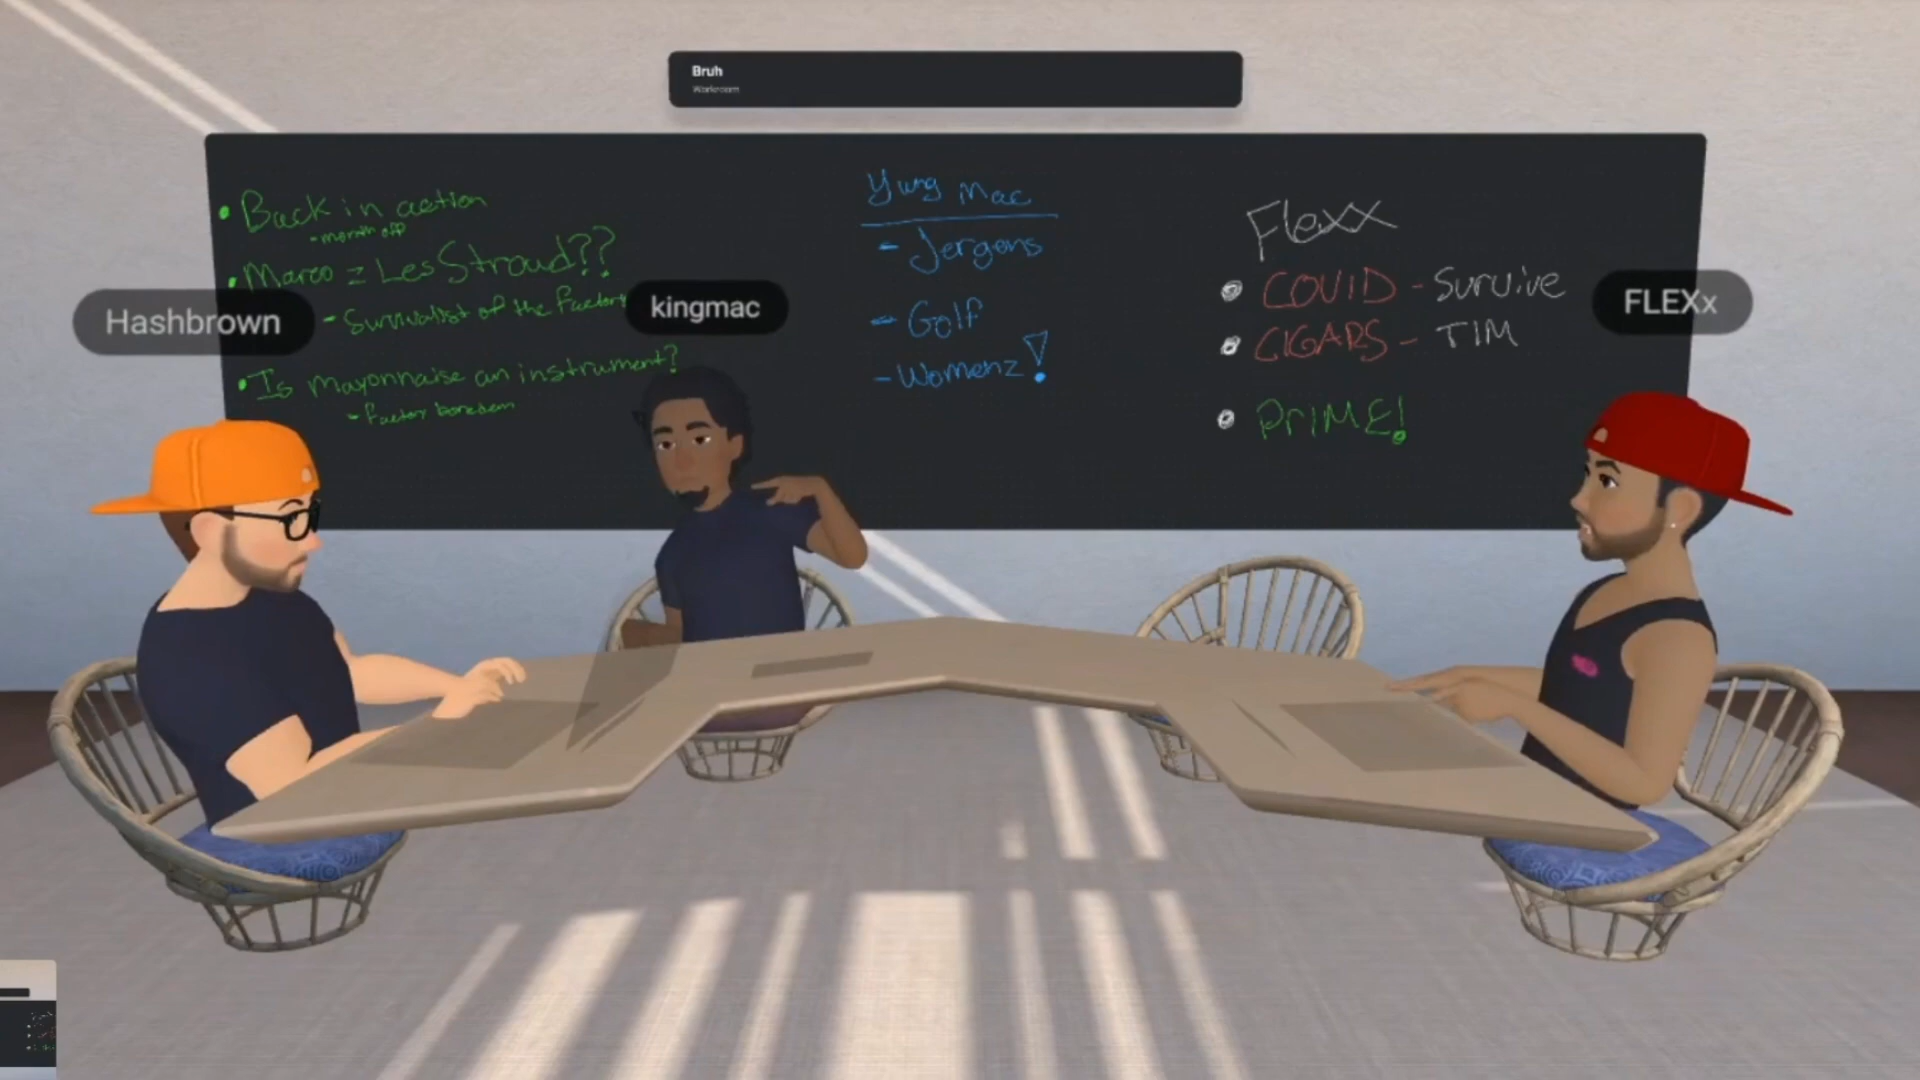 Bruh
Workroom
• Back in action
- month off
• Marco = Les Stroud??
- Survivalist of the factory
• Is mayonnaise an instrument?
- factory boredom
Yung Mac
- Jergens
- Golf
- Womenz!
Flexx
• COVID - Survive
• CIGARS - TIM
• PRiME!
Hashbrown
kingmac
FLEXx